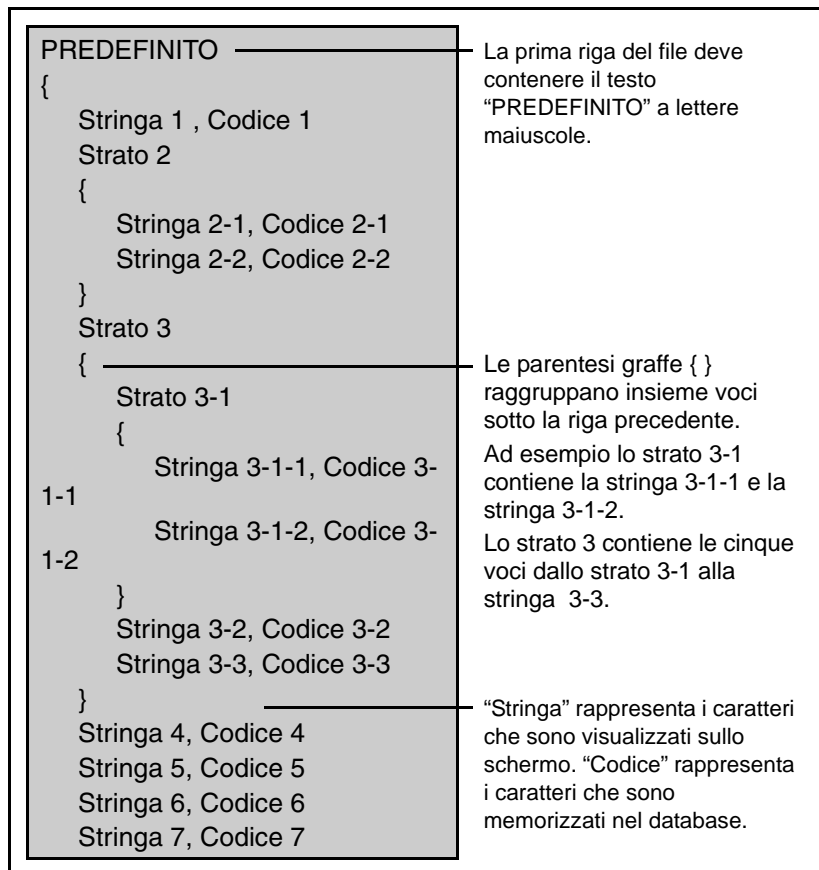 PREDEFINITO
{
Stringa 1 , Codice 1
Strato 2
{
Stringa 2-1, Codice 2-1
Stringa 2-2, Codice 2-2
}
Strato 3
{
Strato 3-1
{
Stringa 3-1-1, Codice 3-
1-1
Stringa 3-1-2, Codice 3-
1-2
}
Stringa 3-2, Codice 3-2
Stringa 3-3, Codice 3-3
}
Stringa 4, Codice 4
Stringa 5, Codice 5
Stringa 6, Codice 6
Stringa 7, Codice 7
La prima riga del file deve
contenere il testo
“PREDEFINITO” a lettere
maiuscole.
Le parentesi graffe { }
raggruppano insieme voci
sotto la riga precedente.
Ad esempio lo strato 3-1
contiene la stringa 3-1-1 e la
stringa 3-1-2.
Lo strato 3 contiene le cinque
voci dallo strato 3-1 alla
stringa 3-3.
“Stringa” rappresenta i caratteri
che sono visualizzati sullo
schermo. “Codice” rappresenta
i caratteri che sono
memorizzati nel database.